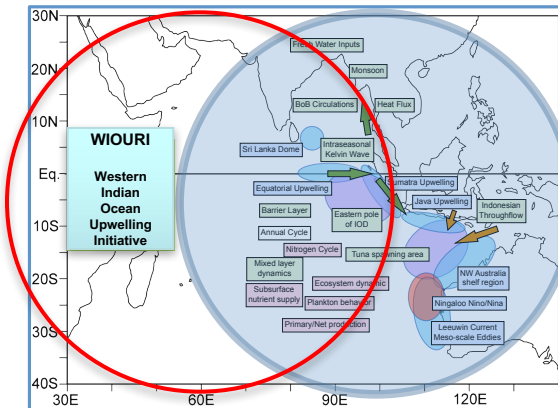 30N
20N
10N
Eq.
10S
20S
30S
40S
30E
60E
90E
120E
WIOURI
Western
Indian
Ocean
Upwelling
Initiative
Fresh Water Inputs
Monsoon
BoB Circulations
Heat Flux
Sri Lanka Dome
Intraseasonal
Kelvin Wave
Equatorial Upwelling
Sumatra Upwelling
Java Upwelling
Indonesian
Throughflow
Barrier Layer
Eastern pole
of IOD
Annual Cycle
Nitrogen Cycle
Tuna spawning area
Mixed layer
dynamics
Ecosystem dynamic
NW Australia
shelf region
Subsurface
nutrient supply
Plankton behavior
Ningaloo Nino/Nina
Primary/Net production
Leeuwin Current
Meso-scale Eddies